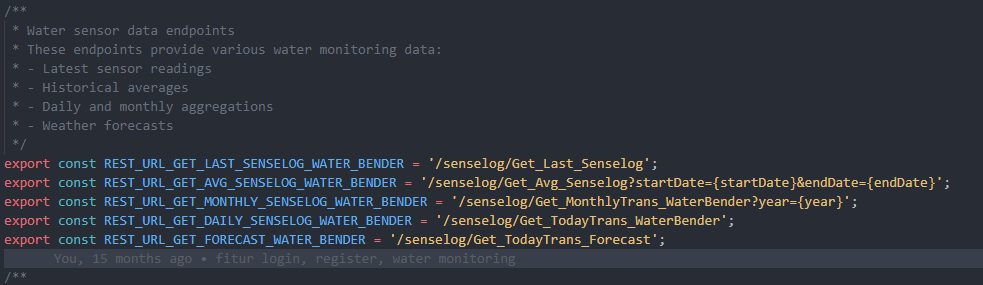 /**
 * Water sensor data endpoints
 * These endpoints provide various water monitoring data:
 * - Latest sensor readings
 * - Historical averages
 * - Daily and monthly aggregations
 * - Weather forecasts
 */
export const REST_URL_GET_LAST_SENSELOG_WATER_BENDER = '/senselog/Get_Last_Senselog';
export const REST_URL_GET_AVG_SENSELOG_WATER_BENDER = '/senselog/Get_Avg_Senselog?startDate={startDate}&endDate={endDate}';
export const REST_URL_GET_MONTHLY_SENSELOG_WATER_BENDER = '/senselog/Get_MonthlyTrans_WaterBender?year={year}';
export const REST_URL_GET_DAILY_SENSELOG_WATER_BENDER = '/senselog/Get_TodayTrans_WaterBender';
export const REST_URL_GET_FORECAST_WATER_BENDER = '/senselog/Get_TodayTrans_Forecast';
You, 15 months ago • fitur login, register, water monitoring
/**